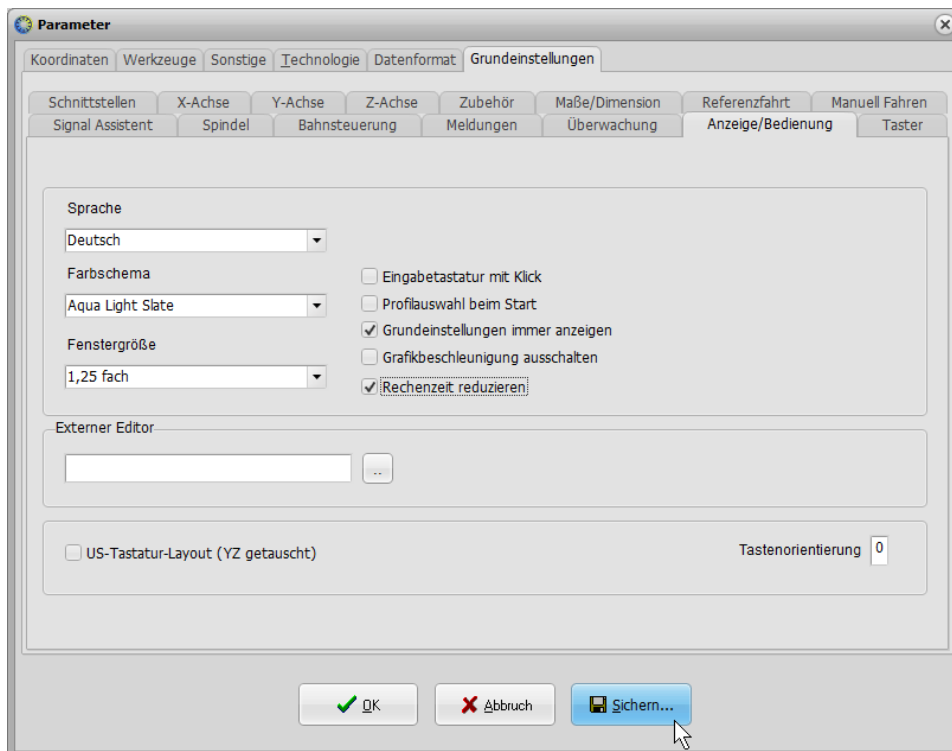 Parameter
Koordinaten Werkzeuge Sonstige Technologie Datenformat Grundeinstellungen
Schnittstellen X-Achse Y-Achse Z-Achse Zubehör Maße/Dimension Referenzfahrt Manuell Fahren
Signal Assistent Spindel Bahnsteuerung Meldungen Überwachung Anzeige/Bedienung Taster
Sprache
Deutsch
Farbschema
Aqua Light Slate
Fenstergröße
1,25 fach
Eingabetastatur mit Klick
Profilauswahl beim Start
Grundeinstellungen immer anzeigen
Grafikbeschleunigung ausschalten
Rechenzeit reduzieren
Externer Editor
..
US-Tastatur-Layout (YZ getauscht)
Tastenorientierung 0
OK Abbruch Sichern...